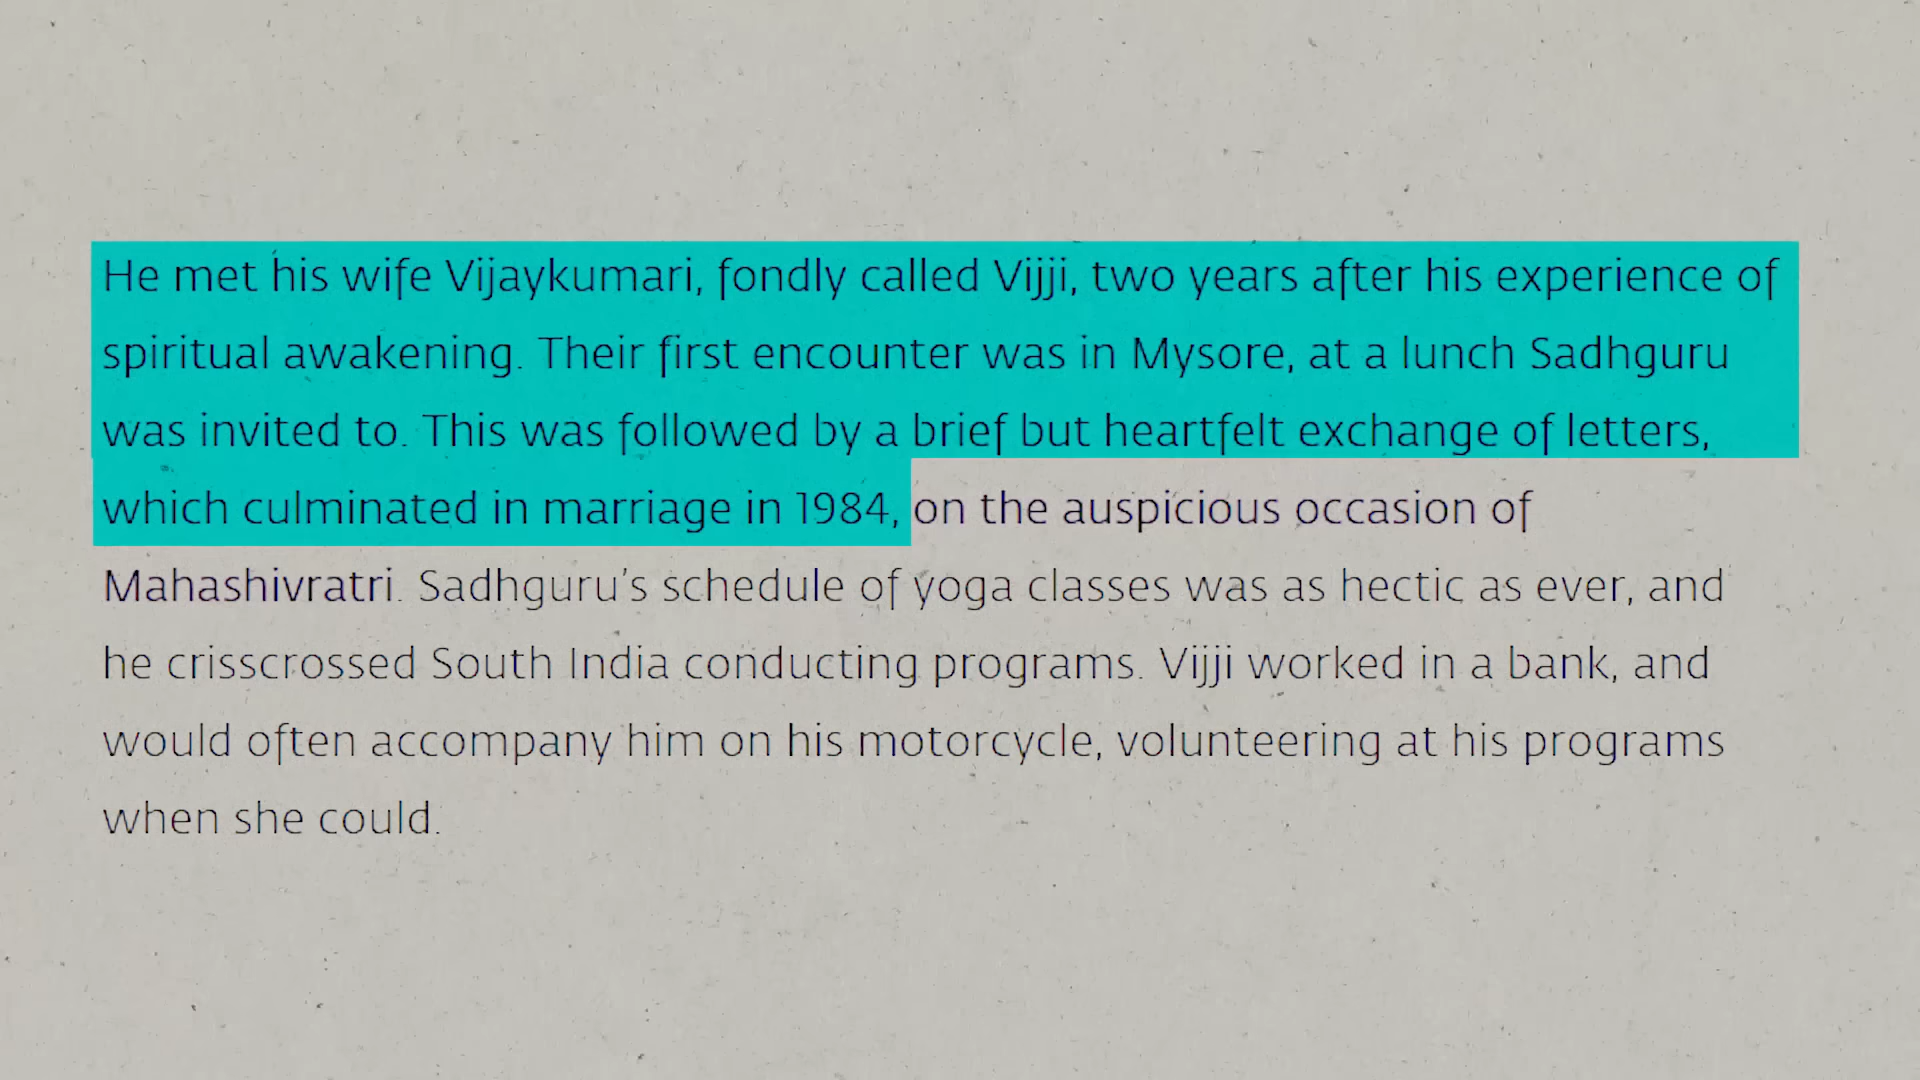 He met his wife Vijaykumari, fondly called Vijji, two years after his experience of
spiritual awakening. Their first encounter was in Mysore, at a lunch Sadhguru
was invited to. This was followed by a brief but heartfelt exchange of letters,
which culminated in marriage in 1984, on the auspicious occasion of
Mahashivratri. Sadhguru's schedule of yoga classes was as hectic as ever, and
he crisscrossed South India conducting programs. Vijji worked in a bank, and
would often accompany him on his motorcycle, volunteering at his programs
when she could.